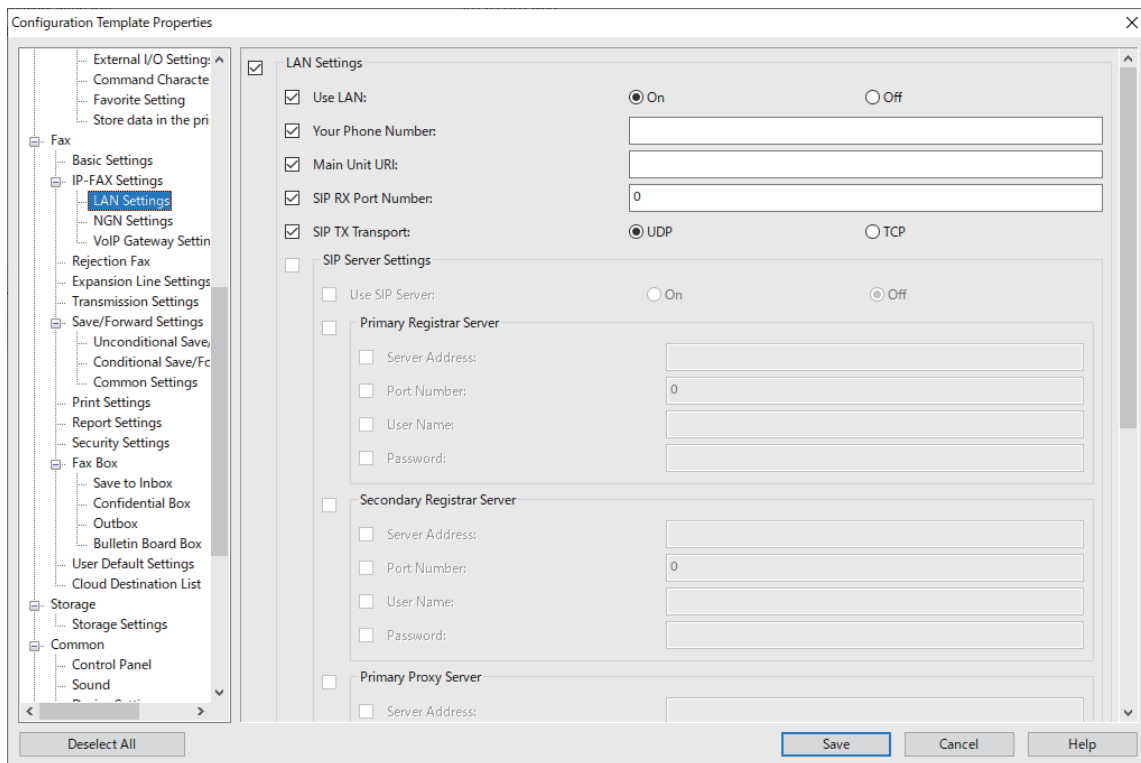 Configuration Template Properties
External I/O Setting
Command Characte
Favorite Setting
Store data in the pri
Fax
Basic Settings
IP-FAX Settings
LAN Settings
NGN Settings
VoIP Gateway Settin
Rejection Fax
Expansion Line Settings
Transmission Settings
Save/Forward Settings
Unconditional Save/
Conditional Save/Fo
Common Settings
Print Settings
Report Settings
Security Settings
Fax Box
Save to Inbox
Confidential Box
Outbox
Bulletin Board Box
User Default Settings
Cloud Destination List
Storage
Storage Settings
Common
Control Panel
Sound
LAN Settings
Use LAN: On Off
Your Phone Number:
Main Unit URI:
SIP RX Port Number: 0
SIP TX Transport: UDP TCP
SIP Server Settings
Use SIP Server: On Off
Primary Registrar Server
Server Address:
Port Number: 0
User Name:
Password:
Secondary Registrar Server
Server Address:
Port Number: 0
User Name:
Password:
Primary Proxy Server
Server Address:
Deselect All Save Cancel Help